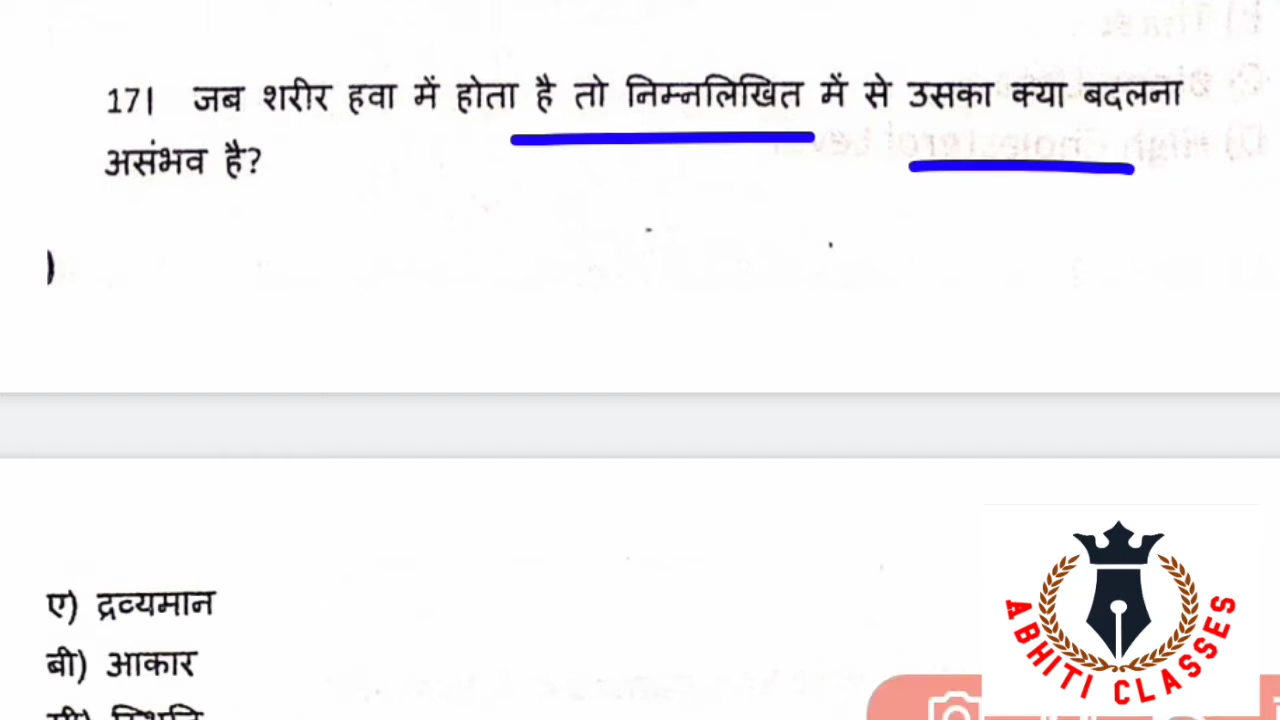 17। जब शरीर हवा में होता है तो निम्नलिखित में से उसका क्या बदलना
असंभव है?
)
ए) द्रव्यमान
बी) आकार
ABHITI CLASSES